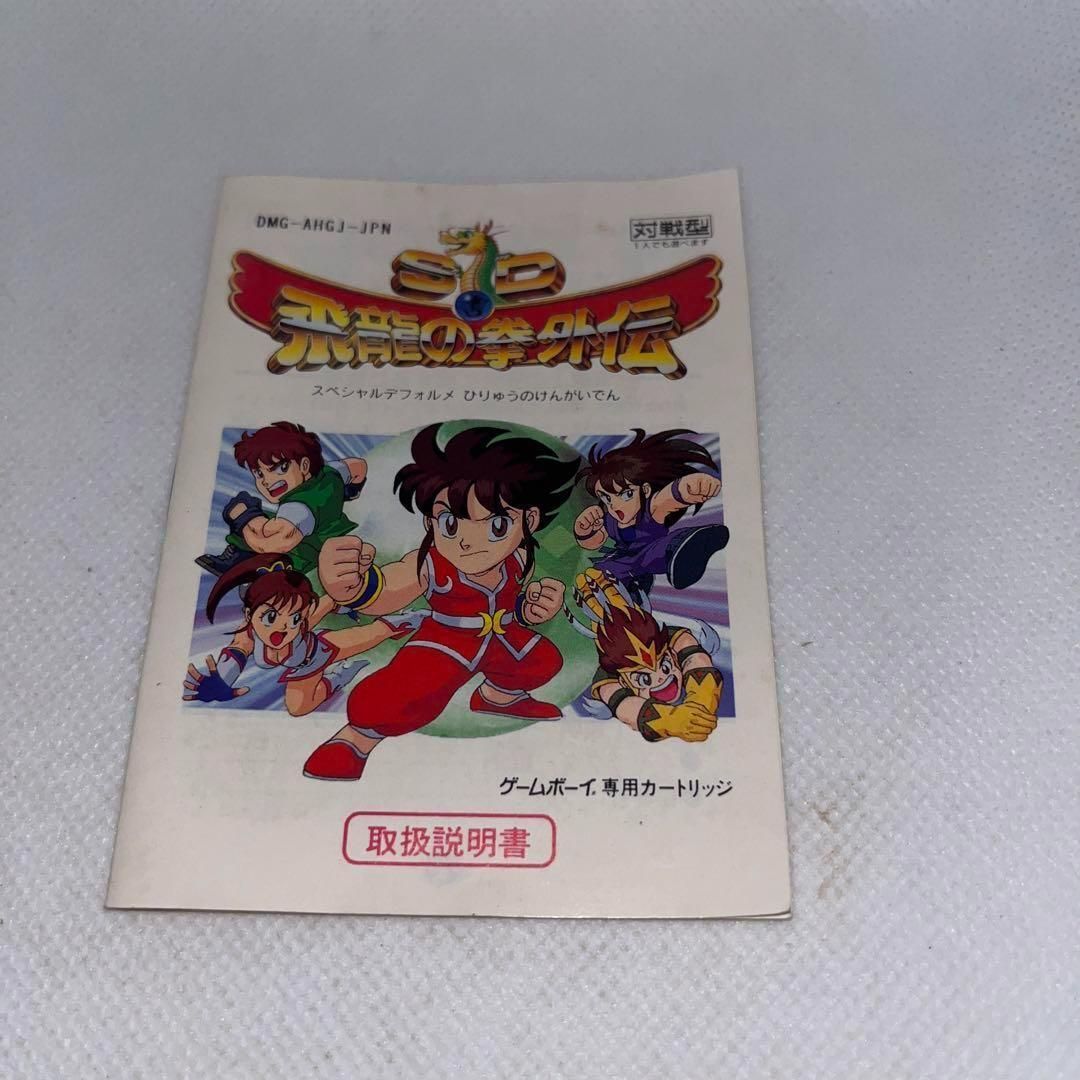 DMG-AHGJ-JPN
対戦型
1人でも遊べます
SD
飛龍の拳外伝
スペシャルデフォルメ ひりゅうのけんがいでん
ゲームボーイ専用カートリッジ
取扱説明書